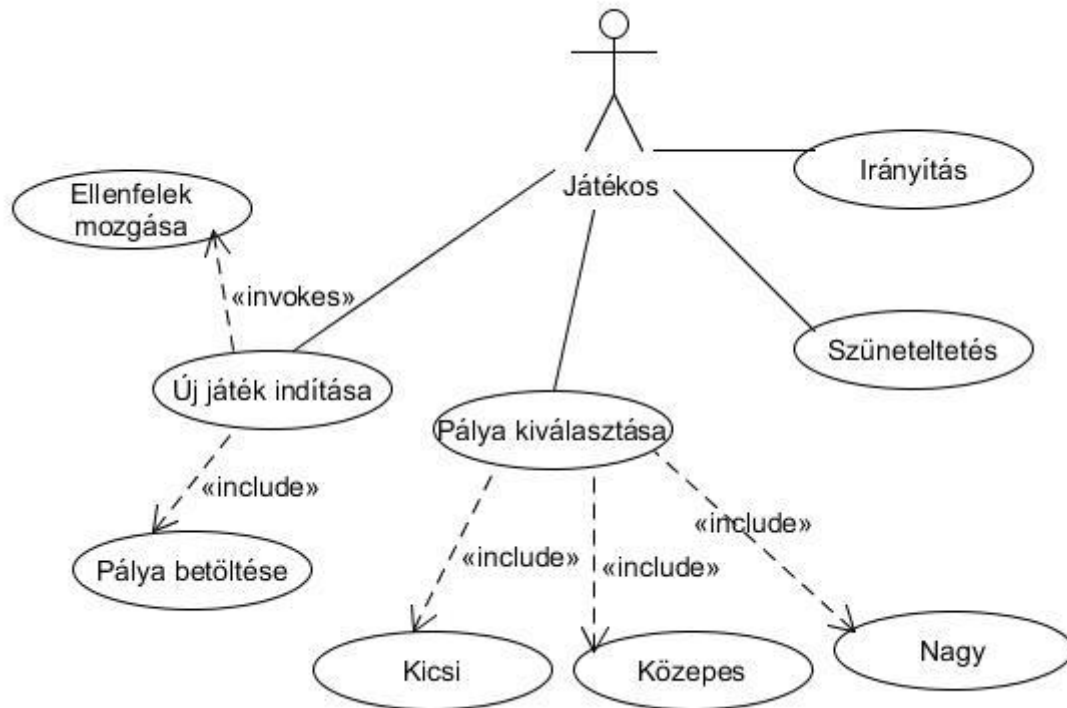 Játékos
Irányítás
Ellenfelek
mozgása
«invokes»
Szüneteltetés
Új játék indítása
Pálya kiválasztása
«include»
«include»
«include»
«include»
Pálya betöltése
Kicsi
Közepes
Nagy